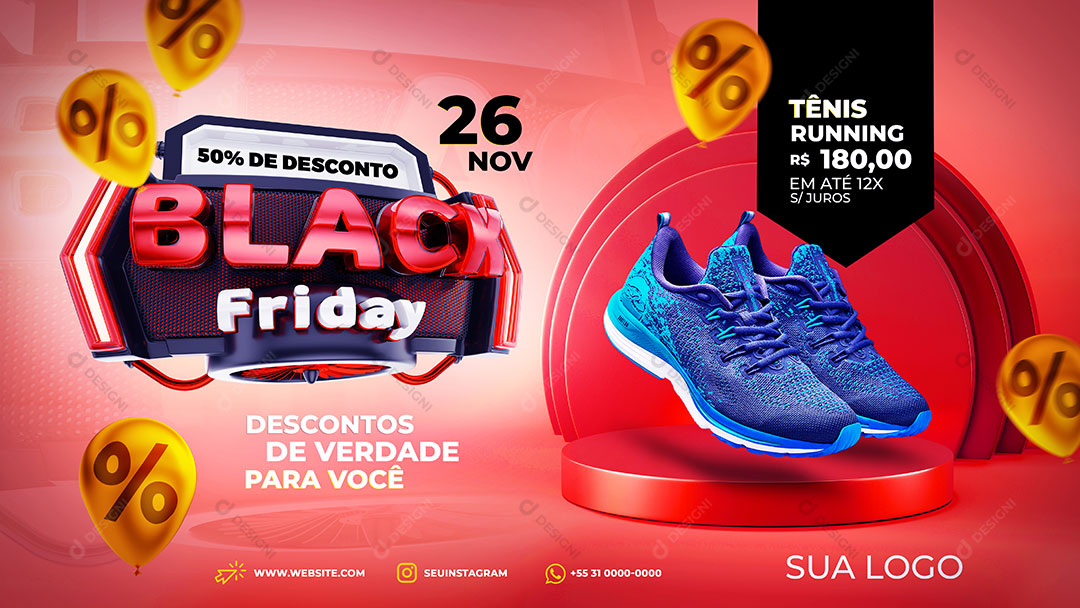 50% DE DESCONTO
BLACK
Friday
26
NOV
TÊNIS
RUNNING
R$ 180,00
EM ATÉ 12X
S/ JUROS
DESCONTOS
DE VERDADE
PARA VOCÊ
WWW.WEBSITE.COM
SEUINSTAGRAM
+55 31 0000-0000
SUA LOGO
DESIGNI